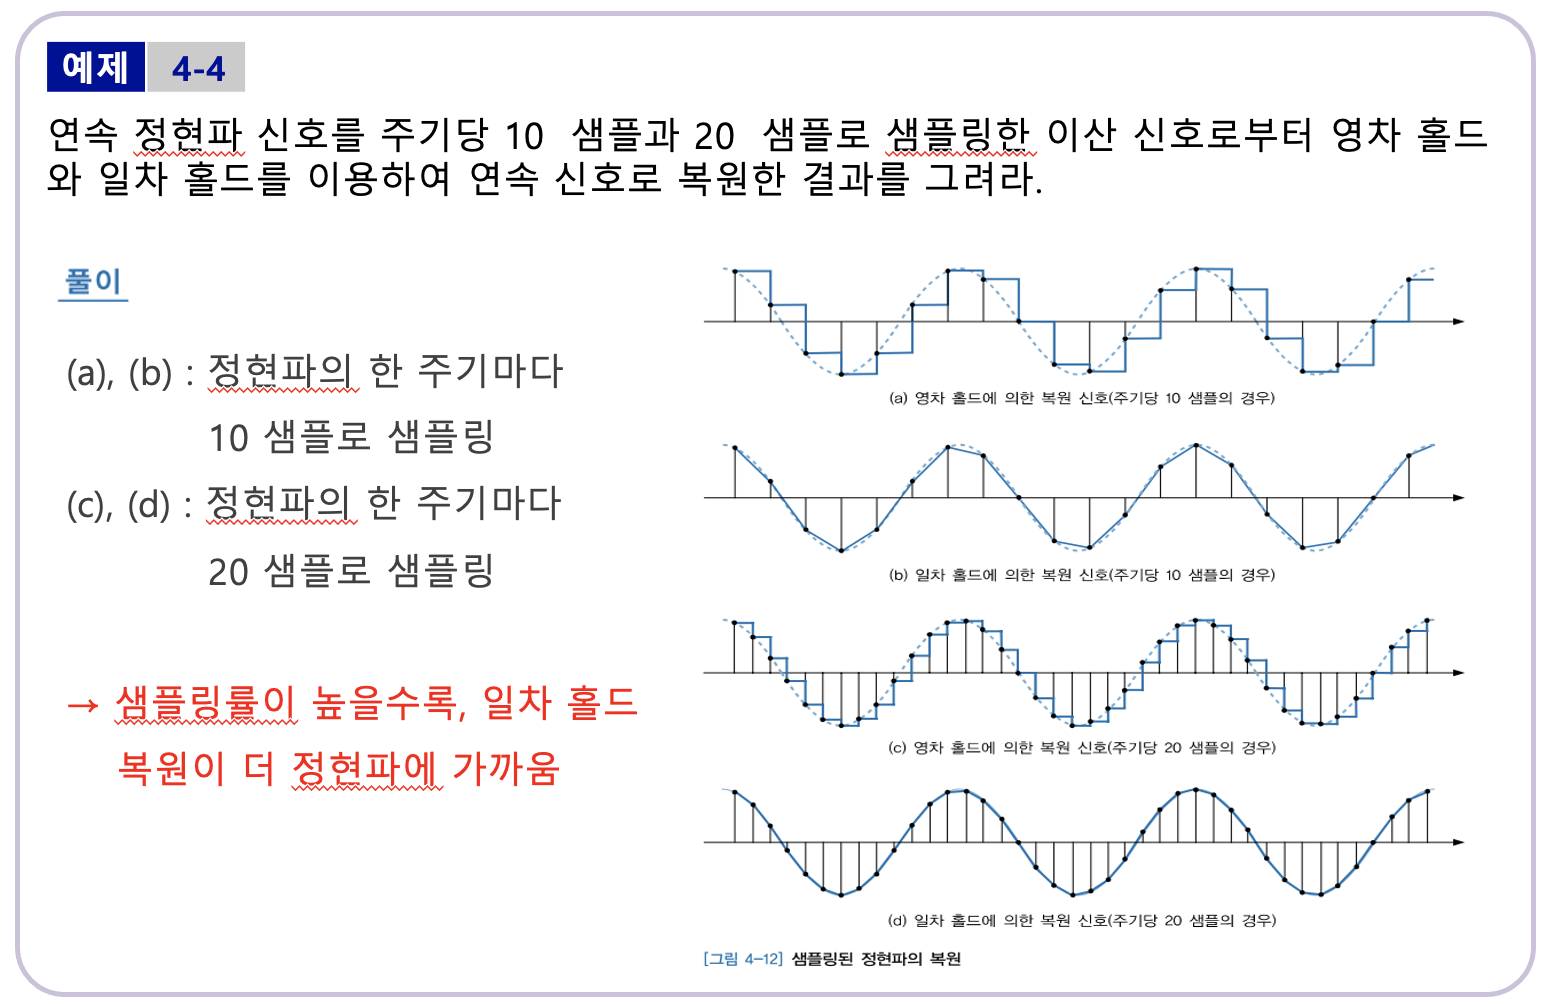 예제 4-4
연속 정현파 신호를 주기당 10 샘플과 20 샘플로 샘플링한 이산 신호로부터 영차 홀드
와 일차 홀드를 이용하여 연속 신호로 복원한 결과를 그려라.
풀이
(a), (b) : 정현파의 한 주기마다
10 샘플로 샘플링
(c), (d) : 정현파의 한 주기마다
20 샘플로 샘플링
→ 샘플링률이 높을수록, 일차 홀드
복원이 더 정현파에 가까움
(a) 영차 홀드에 의한 복원 신호(주기당 10 샘플의 경우)
(b) 일차 홀드에 의한 복원 신호(주기당 10 샘플의 경우)
(c) 영차 홀드에 의한 복원 신호(주기당 20 샘플의 경우)
(d) 일차 홀드에 의한 복원 신호(주기당 20 샘플의 경우)
[그림 4-12] 샘플링된 정현파의 복원